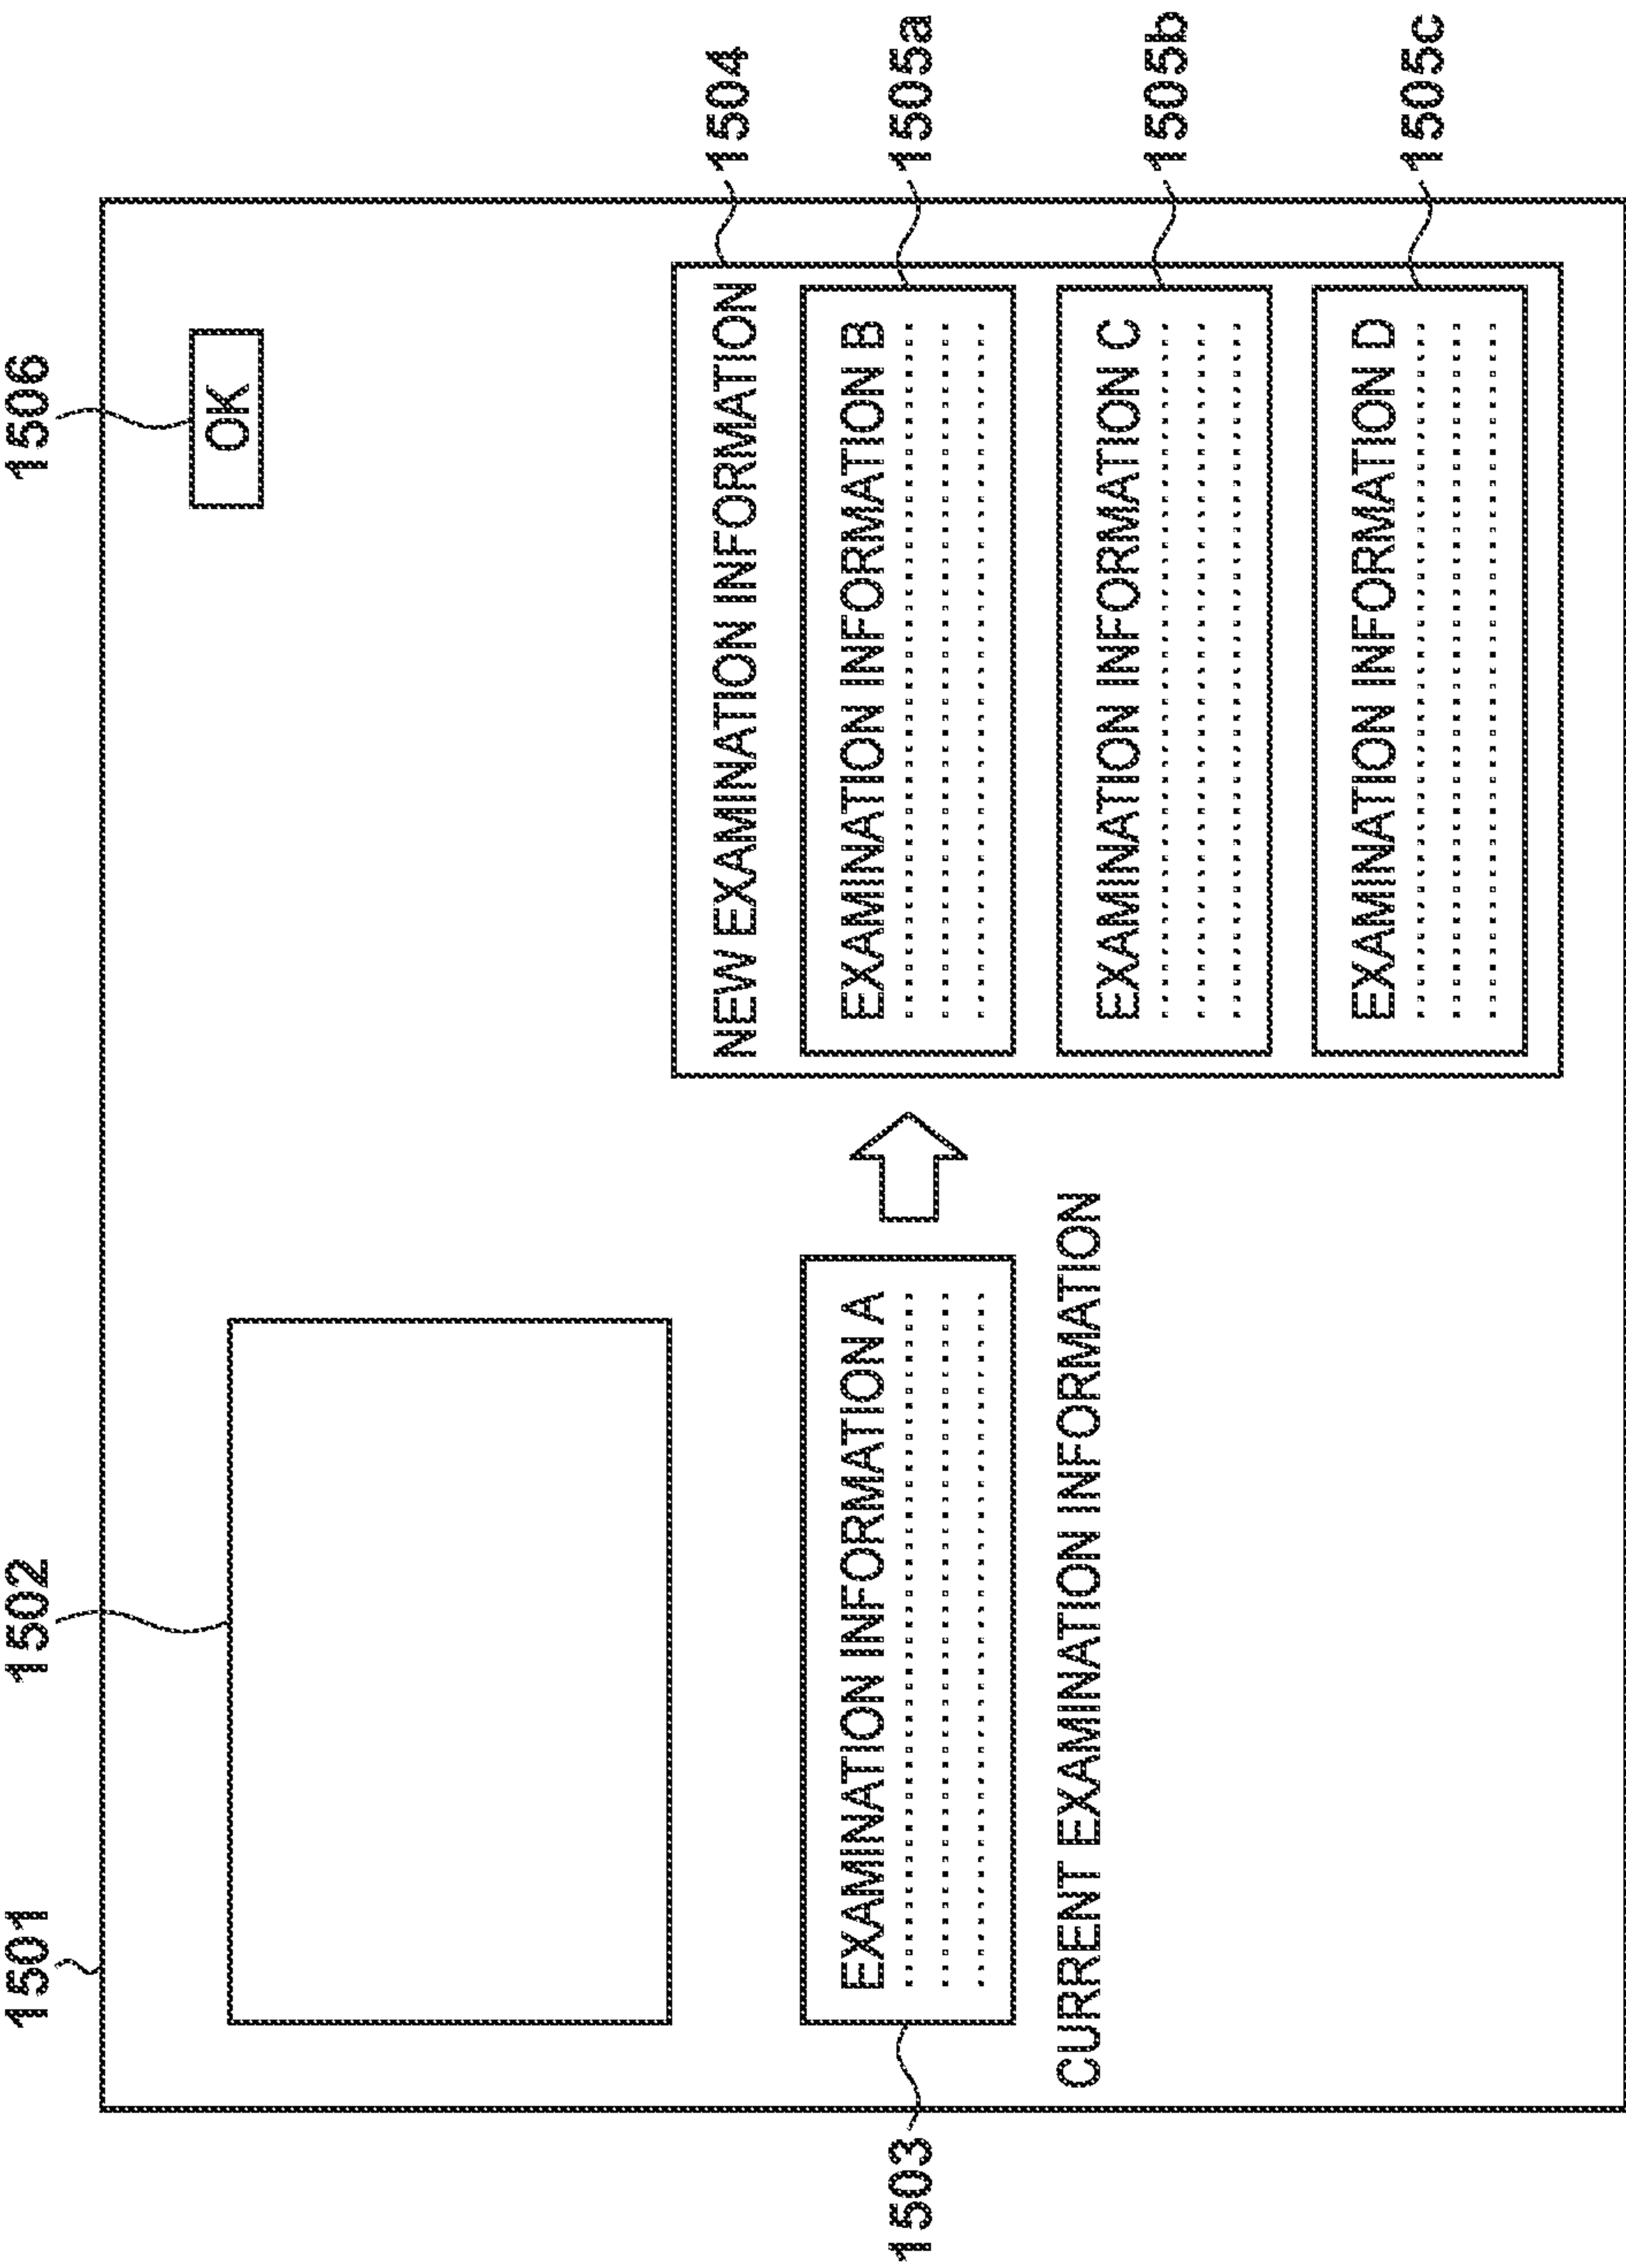 1501
1502
1506
OK
1504
NEW EXAMINATION INFORMATION
1503
EXAMINATION INFORMATION A
CURRENT EXAMINATION INFORMATION
1505a
EXAMINATION INFORMATION B
1505b
EXAMINATION INFORMATION C
1505c
EXAMINATION INFORMATION D